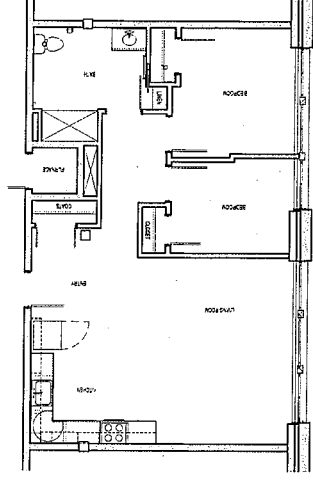 BATH
LINEN
BEDROOM
FURNACE
COATS
CLOSET
BEDROOM
ENTRY
LIVING ROOM
KITCHEN